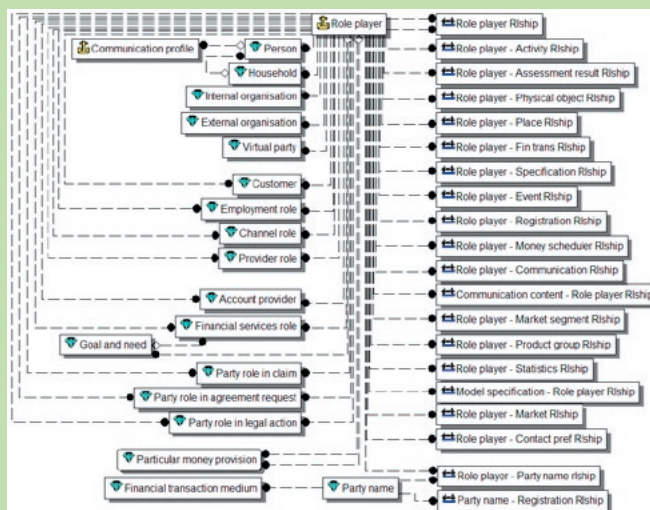 Role player
Communication profile
Person
Household
Internal organisation
External organisation
Virtual party
Customer
Employment role
Channel role
Provider role
Account provider
Financial services role
Goal and need
Party role in claim
Party role in agreement request
Party role in legal action
Particular money provision
Financial transaction medium
Party name
Role player Rlship
Role player - Activity Rlship
Role player - Assessment result Rlship
Role player - Physical object Rlship
Role player - Place Rlship
Role player - Fin trans Rlship
Role player - Specification Rlship
Role player - Event Rlship
Role player - Registration Rlship
Role player - Money scheduler Rlship
Role player - Communication Rlship
Communication content - Role player Rlship
Role player - Market segment Rlship
Role player - Product group Rlship
Role player - Statistics Rlship
Model specification - Role player Rlship
Role player - Market Rlship
Role player - Contact pref Rlship
Role player - Party name rlship
Party name - Registration Rlship